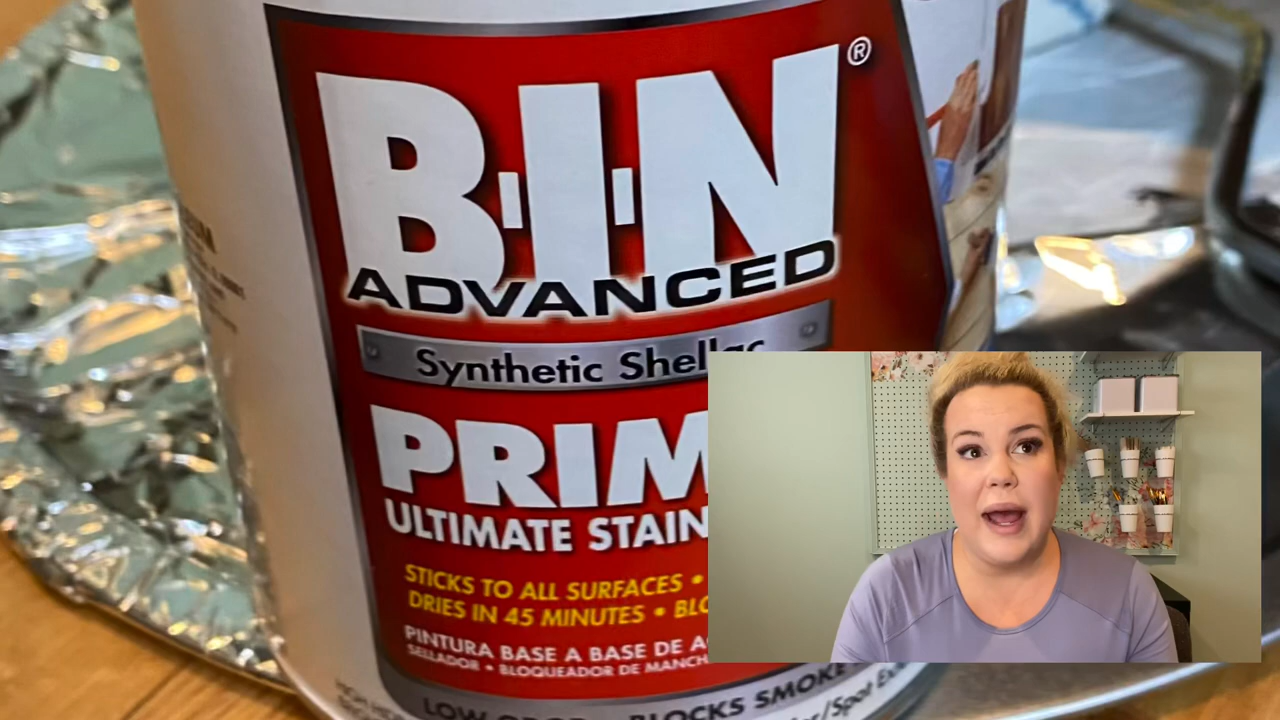 B-I-N®
ADVANCED
Synthetic Shellac
PRIM
ULTIMATE STAIN
STICKS TO ALL SURFACES •
DRIES IN 45 MINUTES •
PINTURA BASE A BASE DE
SELLADOR • BLOQUEADOR DE MANCH
LOW ODOR BLOCKS SMOKE
/Spot